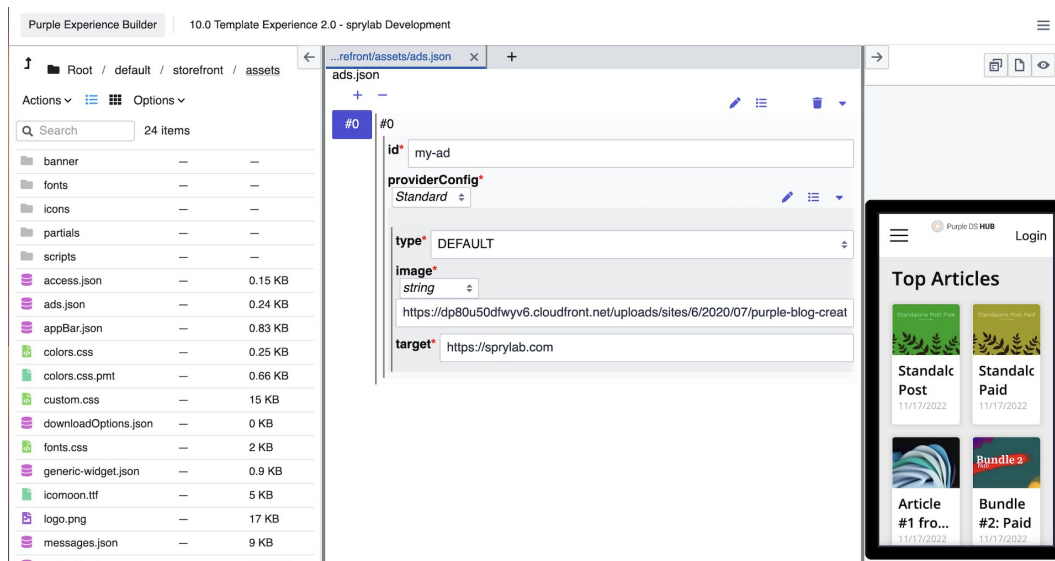 Purple Experience Builder
10.0 Template Experience 2.0 - sprylab Development
Root / default / storefront / assets
Actions
Options
Search
24 items
banner — —
fonts — —
icons — —
partials — —
scripts — —
access.json — 0.15 KB
ads.json — 0.24 KB
appBar.json — 0.83 KB
colors.css — 0.25 KB
colors.css.pmt — 0.66 KB
custom.css — 15 KB
downloadOptions.json — 0 KB
fonts.css — 2 KB
generic-widget.json — 0.9 KB
icomoon.ttf — 5 KB
logo.png — 17 KB
messages.json — 9 KB
...refront/assets/ads.json
ads.json
#0
#0
id* my-ad
providerConfig*
Standard
type* DEFAULT
image*
string
https://dp80u50dfwyv6.cloudfront.net/uploads/sites/6/2020/07/purple-blog-creat
target* https://sprylab.com
Purple DS HUB
Login
Top Articles
Standalone Post Free
Standalone Post Paid
Standalc
Post
11/17/2022
Standalc
Paid
11/17/2022
Bundle 2
PAID
Article
#1 fro...
11/17/2022
Bundle
#2: Paid
11/17/2022